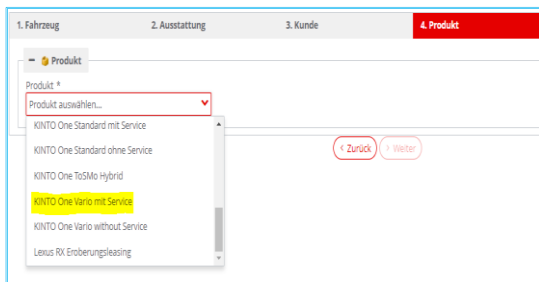 1. Fahrzeug 2. Ausstattung 3. Kunde 4. Produkt
Produkt
Produkt *
Produkt auswählen...
KINTO One Standard mit Service
KINTO One Standard ohne Service
KINTO One ToSMo Hybrid
KINTO One Vario mit Service
KINTO One Vario without Service
Lexus RX Eroberungsleasing
‹ Zurück › Weiter